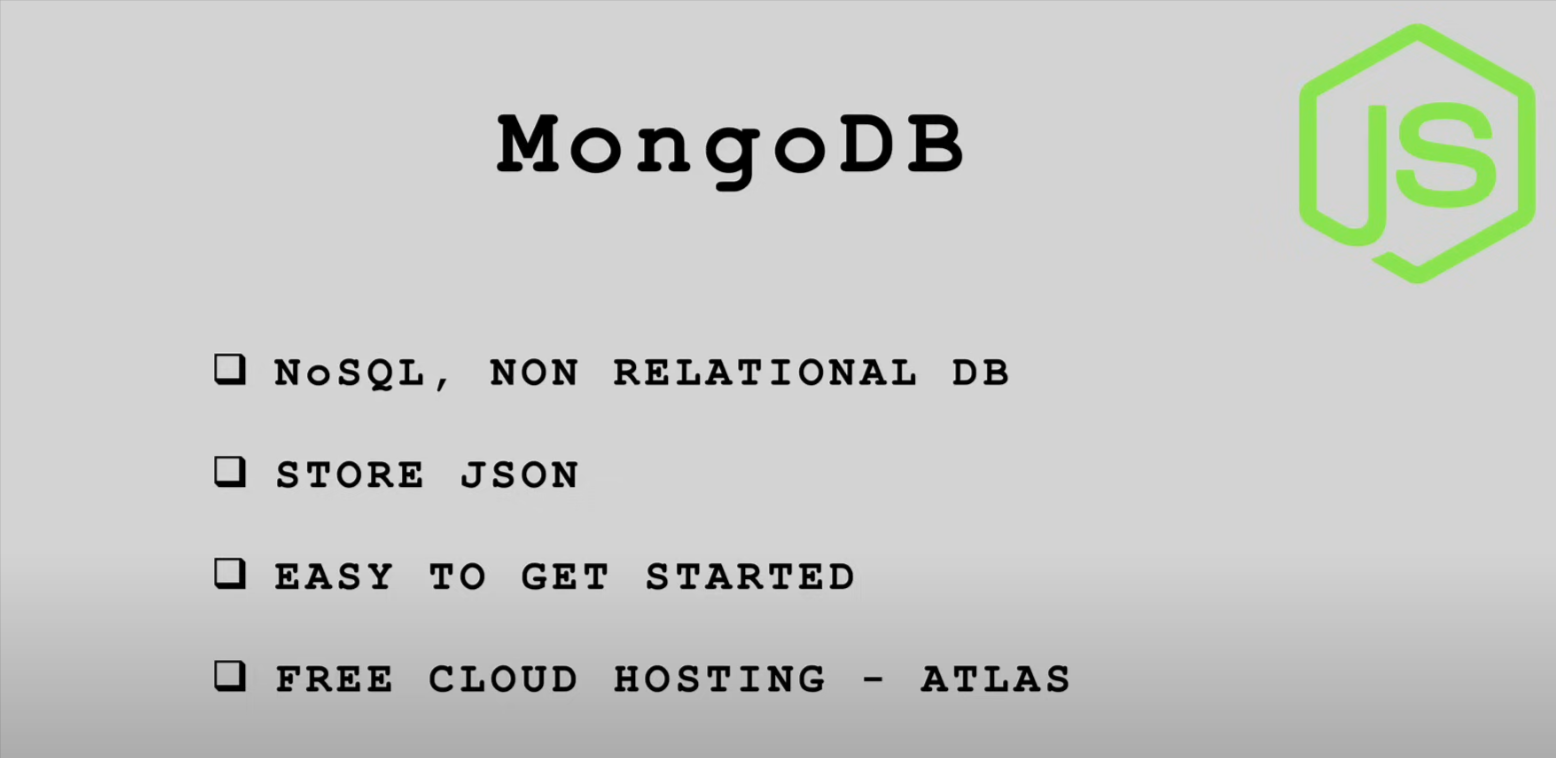 MongoDB
JS
NoSQL, NON RELATIONAL DB
STORE JSON
EASY TO GET STARTED
FREE CLOUD HOSTING - ATLAS